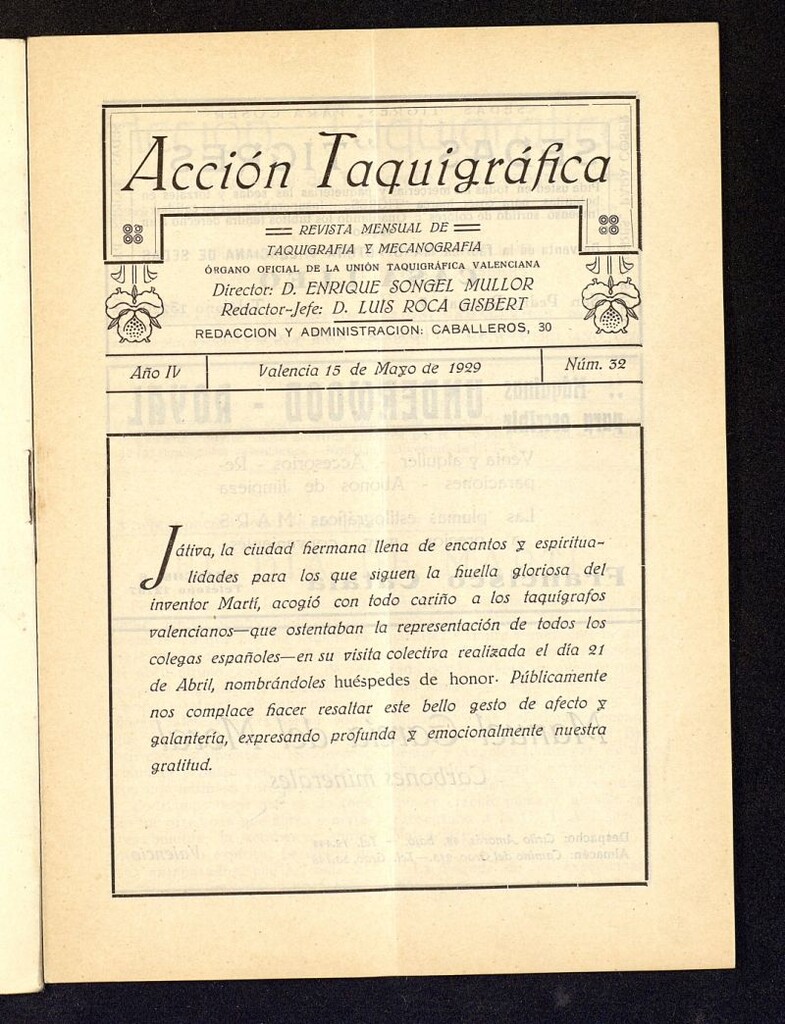 Acción Taquigráfica
REVISTA MENSUAL DE
TAQUIGRAFIA Y MECANOGRAFIA
ÓRGANO OFICIAL DE LA UNIÓN TAQUIGRÁFICA VALENCIANA
Director: D. ENRIQUE SONGEL MULLOR
Redactor-Jefe: D. LUIS ROCA GISBERT
REDACCION Y ADMINISTRACION: CABALLEROS, 30
Año IV
Valencia 15 de Mayo de 1929
Núm. 32
Játiva, la ciudad hermana llena de encantos y espiritua-
lidades para los que siguen la huella gloriosa del
inventor Martí, acogió con todo cariño a los taquígrafos
valencianos—que ostentaban la representación de todos los
colegas españoles—en su visita colectiva realizada el día 21
de Abril, nombrándoles huéspedes de honor. Públicamente
nos complace hacer resaltar este bello gesto de afecto y
galantería, expresando profunda y emocionalmente nuestra
gratitud.